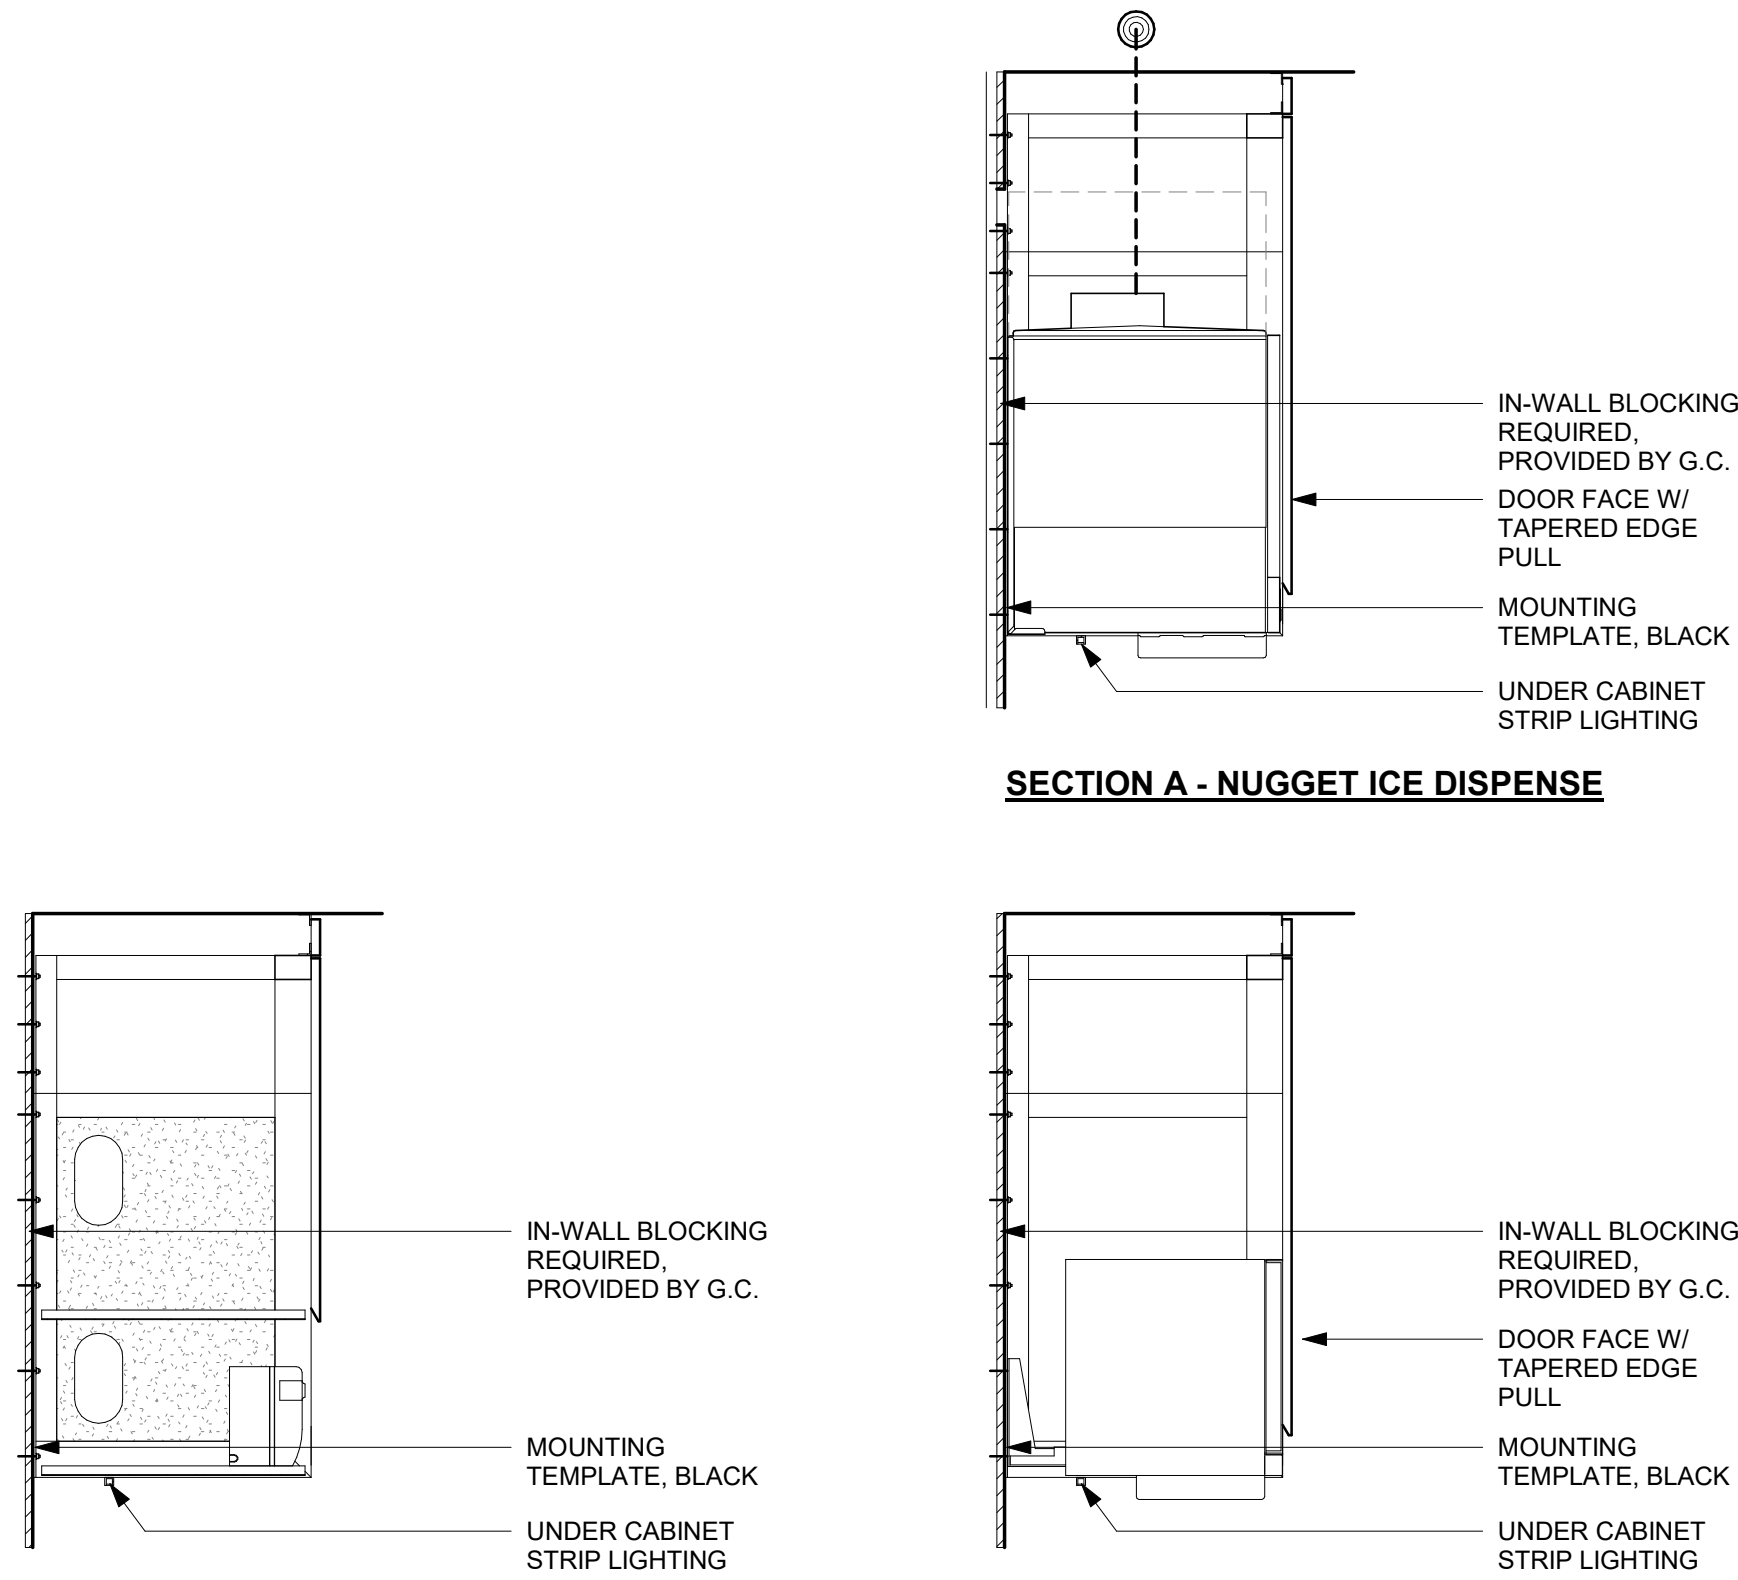 IN-WALL BLOCKING
REQUIRED,
PROVIDED BY G.C.
DOOR FACE W/
TAPERED EDGE
PULL
MOUNTING
TEMPLATE, BLACK
UNDER CABINET
STRIP LIGHTING
SECTION A - NUGGET ICE DISPENSE
IN-WALL BLOCKING
REQUIRED,
PROVIDED BY G.C.
MOUNTING
TEMPLATE, BLACK
UNDER CABINET
STRIP LIGHTING
IN-WALL BLOCKING
REQUIRED,
PROVIDED BY G.C.
DOOR FACE W/
TAPERED EDGE
PULL
MOUNTING
TEMPLATE, BLACK
UNDER CABINET
STRIP LIGHTING